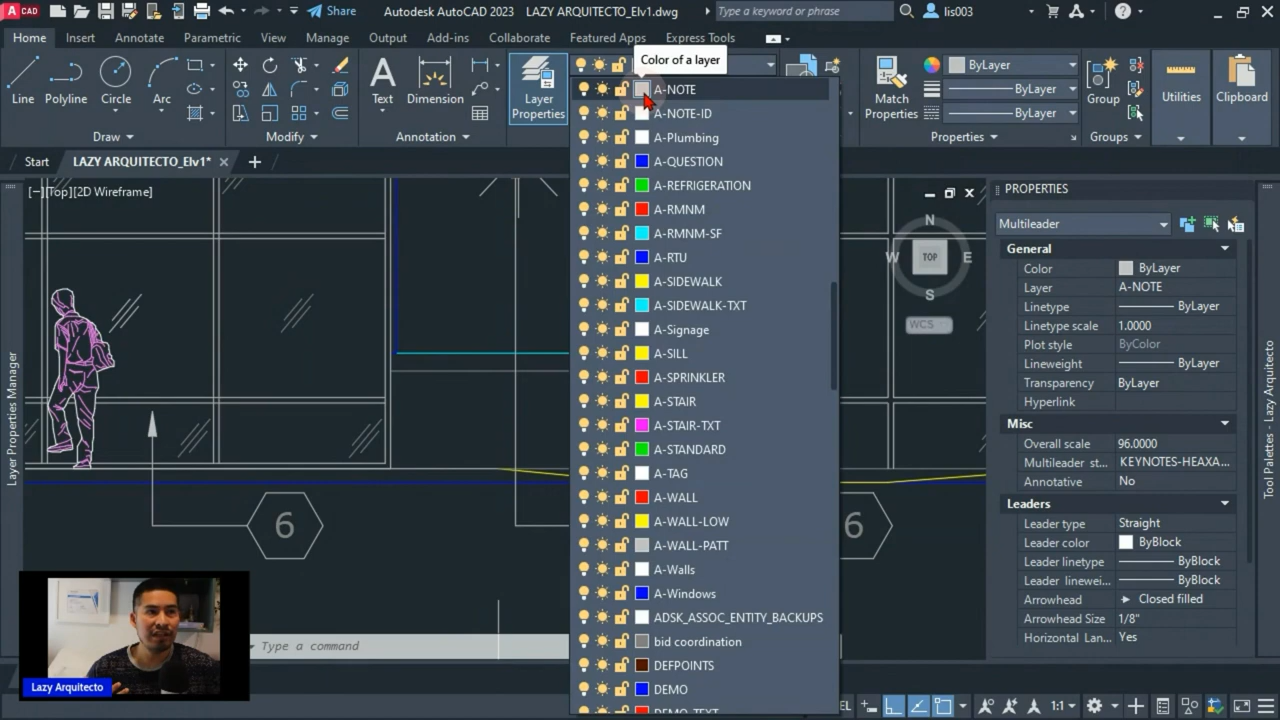 CAD
Share
Autodesk AutoCAD 2023 LAZY ARQUITECTO_Elv1.dwg
Type a keyword or phrase
lis003
Home Insert Annotate Parametric View Manage Output Add-ins Collaborate Featured Apps Express Tools
Color of a layer
Line
Polyline
Circle
Arc
Draw
Modify
Text
Dimension
Annotation
Layer
Properties
Match
Properties
ByLayer
ByLayer
ByLayer
Properties
Group
Groups
Utilities
Clipboard
Start
LAZY ARQUITECTO_Elv1*
[−][Top][2D Wireframe]
Layer Properties Manager
6
6
A-NOTE
A-NOTE-ID
A-Plumbing
A-QUESTION
A-REFRIGERATION
A-RMNM
A-RMNM-SF
A-RTU
A-SIDEWALK
A-SIDEWALK-TXT
A-Signage
A-SILL
A-SPRINKLER
A-STAIR
A-STAIR-TXT
A-STANDARD
A-TAG
A-WALL
A-WALL-LOW
A-WALL-PATT
A-Walls
A-Windows
ADSK_ASSOC_ENTITY_BACKUPS
bid coordination
DEFPOINTS
DEMO
DEMO-TEXT
N
W TOP E
S
WCS
PROPERTIES
Multileader
General
Color ByLayer
Layer A-NOTE
Linetype ByLayer
Linetype scale 1.0000
Plot style ByColor
Lineweight ByLayer
Transparency ByLayer
Hyperlink
Misc
Overall scale 96.0000
Multileader st... KEYNOTES-HEAXA...
Annotative No
Leaders
Leader type Straight
Leader color ByBlock
Leader linetype ByBlock
Leader linewei... ByBlock
Arrowhead Closed filled
Arrowhead Size 1/8"
Horizontal Lan... Yes
Tool Palettes - Lazy Arquitecto
Type a command
Lazy Arquitecto
1:1